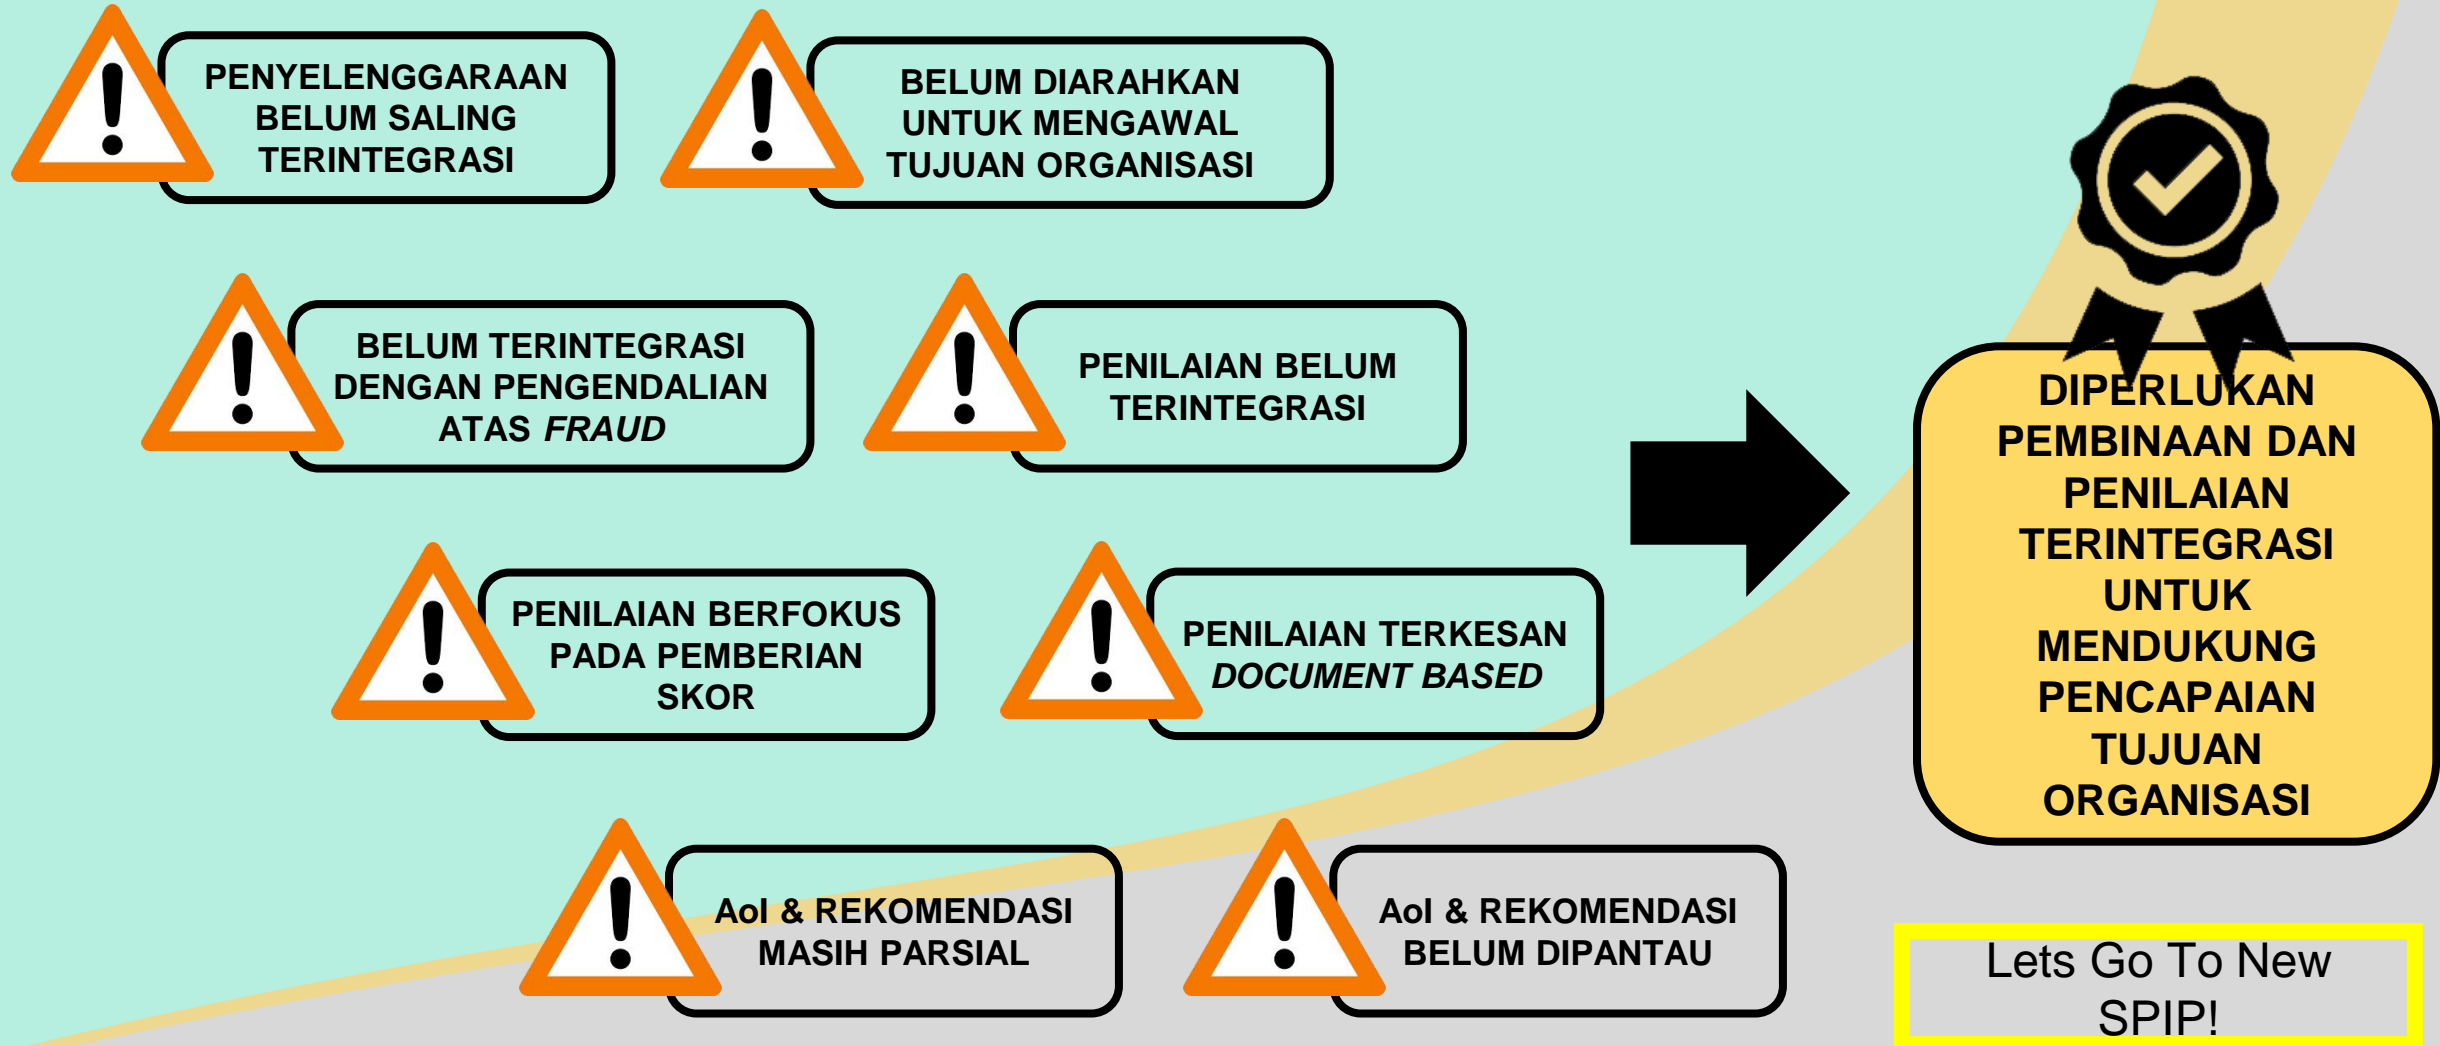 PENYELENGGARAAN
BELUM SALING
TERINTEGRASI
BELUM DIARAHKAN
UNTUK MENGAWAL
TUJUAN ORGANISASI
BELUM TERINTEGRASI
DENGAN PENGENDALIAN
ATAS FRAUD
PENILAIAN BELUM
TERINTEGRASI
PENILAIAN BERFOKUS
PADA PEMBERIAN
SKOR
PENILAIAN TERKESAN
DOCUMENT BASED
AoI & REKOMENDASI
MASIH PARSIAL
AoI & REKOMENDASI
BELUM DIPANTAU
DIPERLUKAN
PEMBINAAN DAN
PENILAIAN
TERINTEGRASI
UNTUK
MENDUKUNG
PENCAPAIAN
TUJUAN
ORGANISASI
Lets Go To New
SPIP!